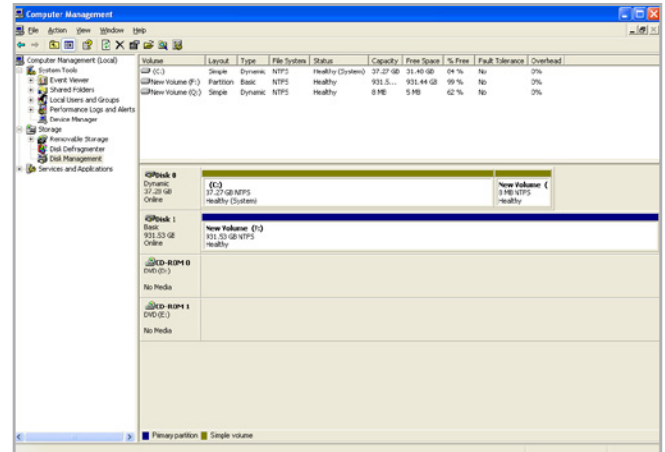 Computer Management
File Action View Window Help
Computer Management (Local)
System Tools
Event Viewer
Shared Folders
Local Users and Groups
Performance Logs and Alerts
Device Manager
Storage
Removable Storage
Disk Defragmenter
Disk Management
Services and Applications
Volume Layout Type File System Status Capacity Free Space % Free Fault Tolerance Overhead
(C:) Simple Dynamic NTFS Healthy (System) 37.27 GB 31.40 GB 84 % No 0%
New Volume (F:) Partition Basic NTFS Healthy 931.5... 931.44 GB 99 % No 0%
New Volume (Q:) Simple Dynamic NTFS Healthy 8 MB 5 MB 62 % No 0%
Disk 0
Dynamic
37.28 GB
Online
(C:)
37.27 GB NTFS
Healthy (System)
New Volume (
8 MB NTFS
Healthy
Disk 1
Basic
931.53 GB
Online
New Volume (F:)
931.53 GB NTFS
Healthy
CD-ROM 0
DVD (D:)
No Media
CD-ROM 1
DVD (E:)
No Media
Primary partition Simple volume